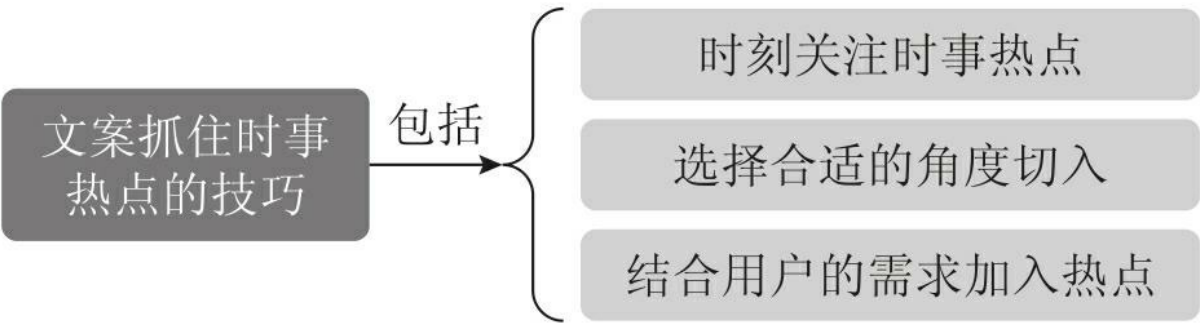 文案抓住时事
热点的技巧
包括
时刻关注时事热点
选择合适的角度切入
结合用户的需求加入热点